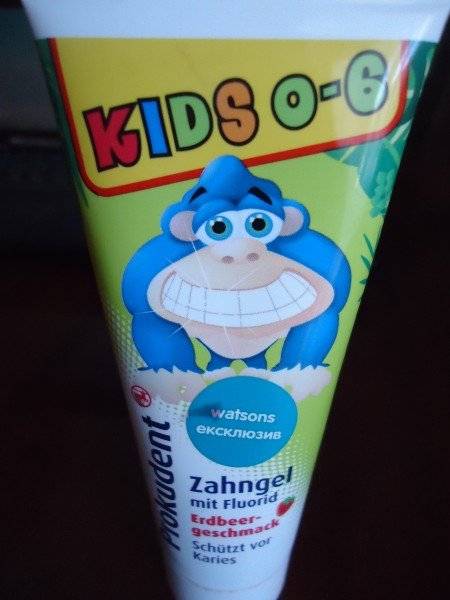 KIDS 0-6
watsons
ексклюзив
Prokudent
Zahngel
mit Fluorid
Erdbeer-
geschmack
Schützt vor
Karies